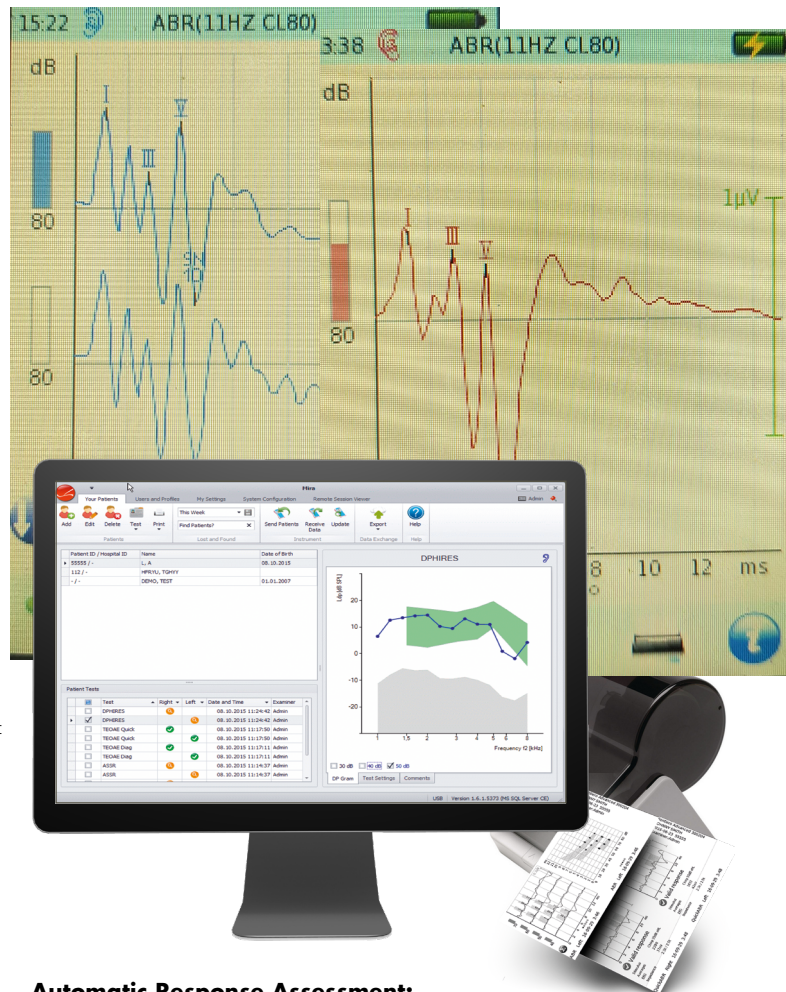 15:22 ABR(11HZ CL80)
dB
I
V
III
80
80
3:38 ABR(11HZ CL80)
dB
I
III
V
1µV
80
8 10 12 ms
Mira
Your Patients Users and Profiles My Settings System Configuration Remote Session Viewer Admin
Add Edit Delete Test Print This Week Send Patients Receive Data Update Export Help
Find Patients?
Patients Lost and Found Instrument Data Exchange Help
Patient ID / Hospital ID Name Date of Birth
55555 / - L, A 08.10.2015
112 / - HPRYU, TGHYY
- / - DEMO, TEST 01.01.2007
Patient Tests
Test Right Left Date and Time Examiner
DPHIRES 08.10.2015 11:24:42 Admin
DPHIRES 08.10.2015 11:24:42 Admin
TEOAE Quick 08.10.2015 11:17:50 Admin
TEOAE Quick 08.10.2015 11:17:50 Admin
TEOAE Diag 08.10.2015 11:17:11 Admin
TEOAE Diag 08.10.2015 11:17:11 Admin
ASSR 08.10.2015 11:14:37 Admin
ASSR 08.10.2015 11:14:37 Admin
DPHIRES
Ldp [dB SPL]
20
10
0
-10
-20
1 1,5 2 3 4 5 6 8
Frequency f2 [kHz]
30 dB 40 dB 50 dB
DP Gram Test Settings Comments
USB Version 1.6.1.5373 (MS SQL Server CE)
Valid response
Valid response
Automatic Response Assessment: